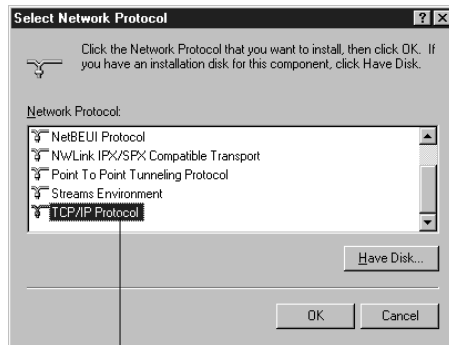 Select Network Protocol
Click the Network Protocol that you want to install, then click OK. If
you have an installation disk for this component, click Have Disk.
Network Protocol:
NetBEUI Protocol
NWLink IPX/SPX Compatible Transport
Point To Point Tunneling Protocol
Streams Environment
TCP/IP Protocol
Have Disk...
OK
Cancel